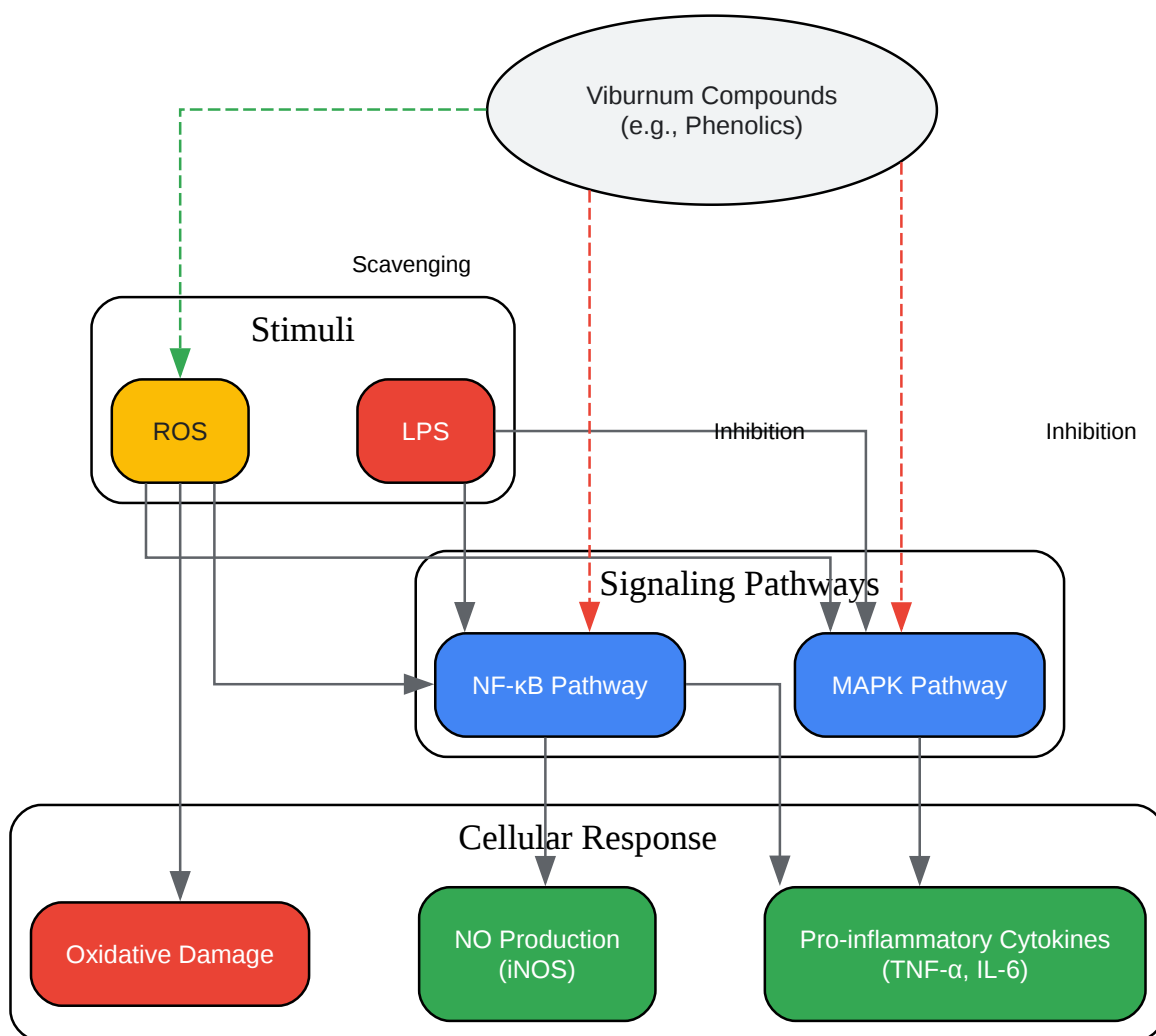 Viburnum Compounds
(e.g., Phenolics)
Scavenging
Stimuli
ROS
LPS
Inhibition
Inhibition
Signaling Pathways
NF-κB Pathway
MAPK Pathway
Cellular Response
Oxidative Damage
NO Production
(iNOS)
Pro-inflammatory Cytokines
(TNF-α, IL-6)